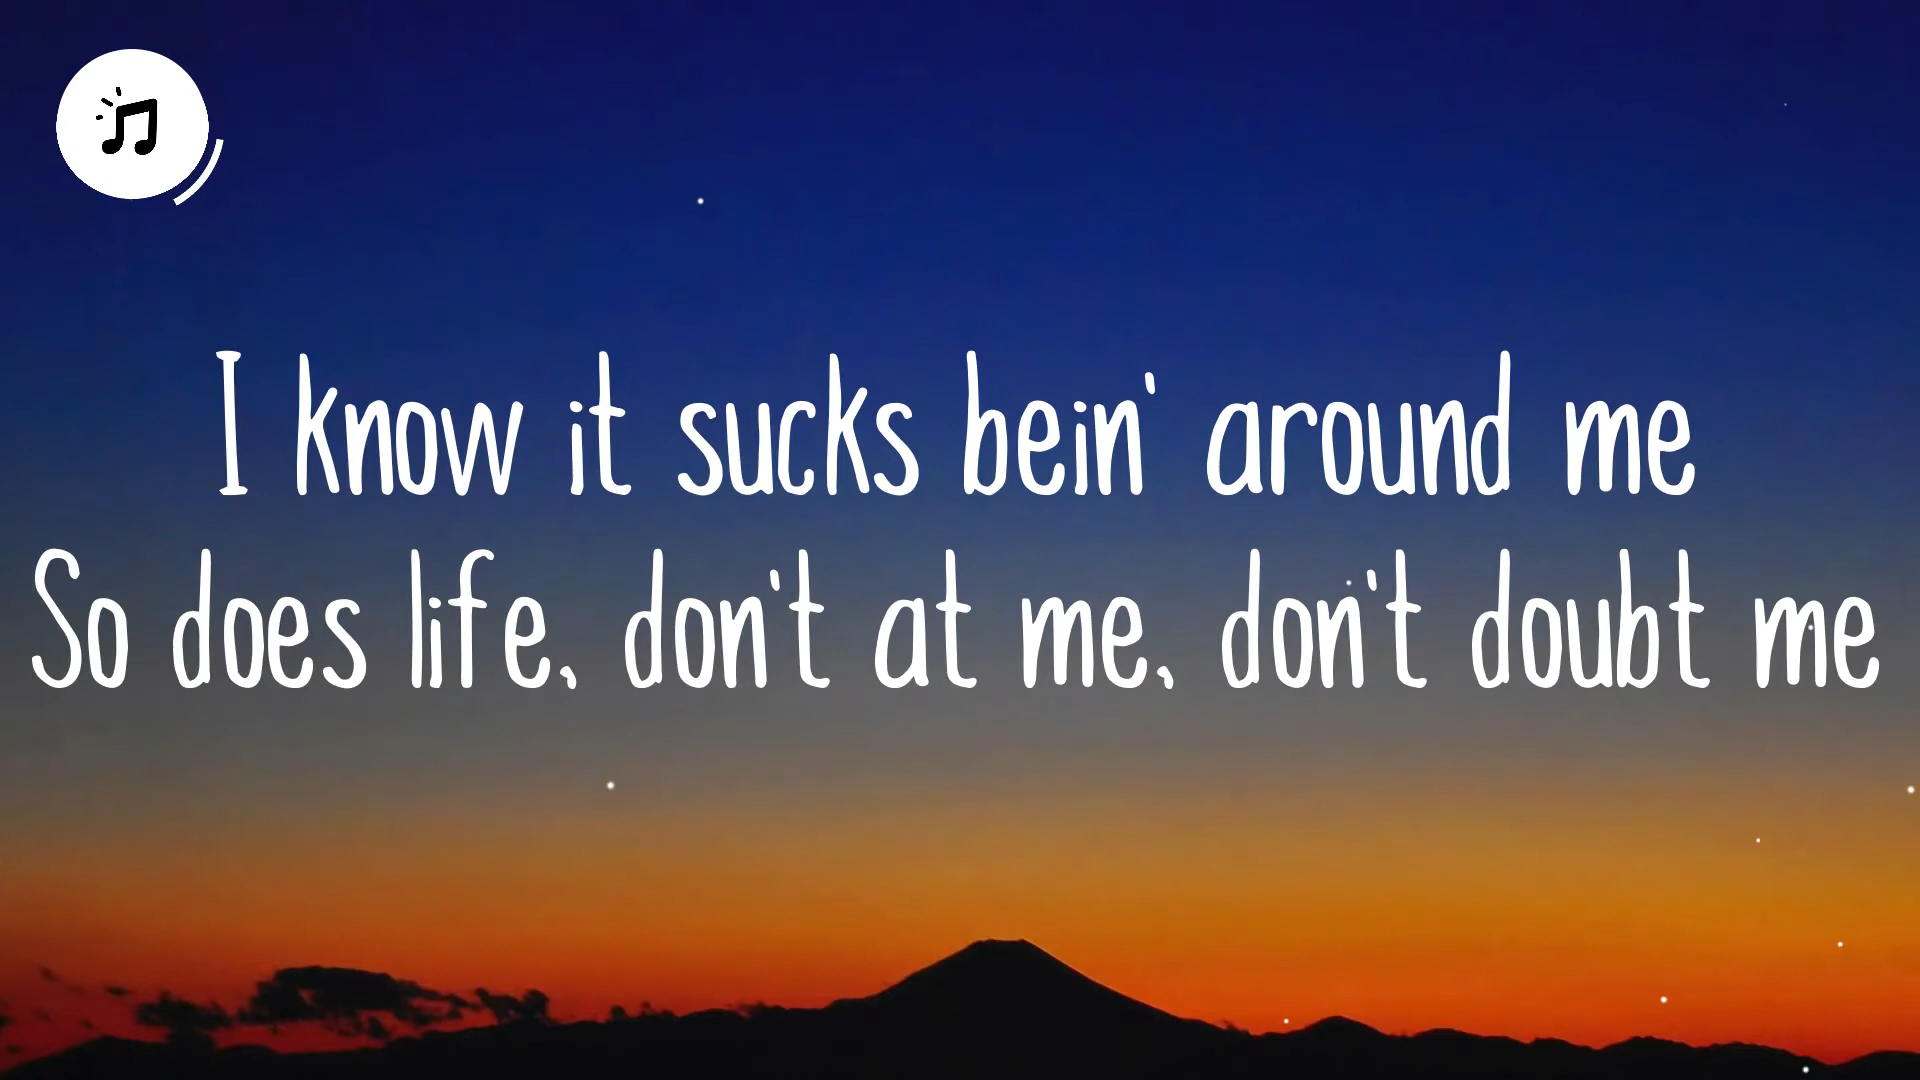 I know it sucks bein' around me
So does life, don't at me, don't doubt me